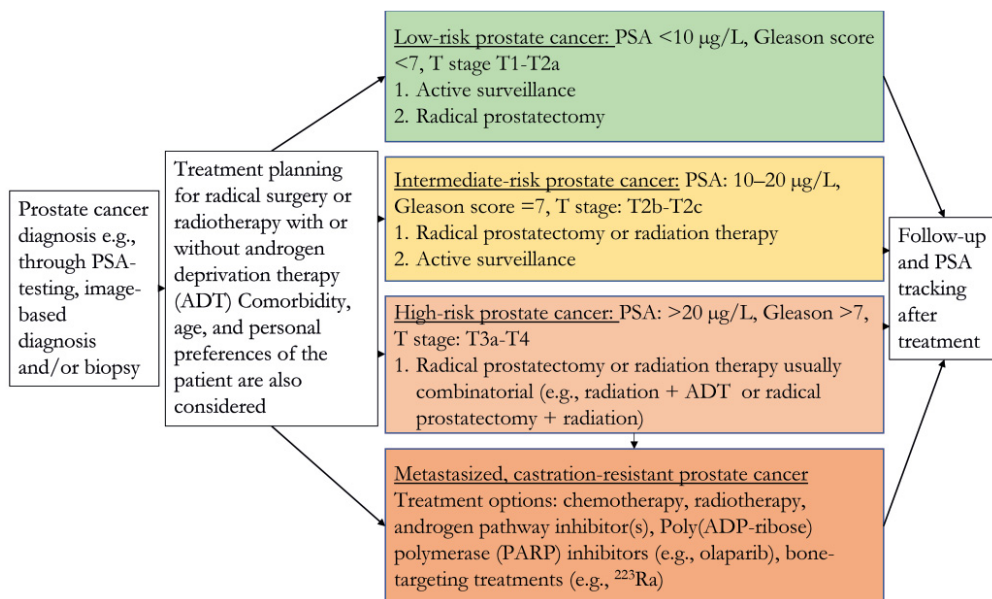 Prostate cancer
diagnosis e.g.,
through PSA-
testing, image-
based
diagnosis
and/or biopsy
Treatment planning
for radical surgery or
radiotherapy with or
without androgen
deprivation therapy
(ADT) Comorbidity,
age, and personal
preferences of the
patient are also
considered
Low-risk prostate cancer: PSA <10 µg/L, Gleason score
<7, T stage T1-T2a
1. Active surveillance
2. Radical prostatectomy
Intermediate-risk prostate cancer: PSA: 10–20 µg/L,
Gleason score =7, T stage: T2b-T2c
1. Radical prostatectomy or radiation therapy
2. Active surveillance
High-risk prostate cancer: PSA: >20 µg/L, Gleason >7,
T stage: T3a-T4
1. Radical prostatectomy or radiation therapy usually
combinatorial (e.g., radiation + ADT or radical
prostatectomy + radiation)
Metastasized, castration-resistant prostate cancer
Treatment options: chemotherapy, radiotherapy,
androgen pathway inhibitor(s), Poly(ADP-ribose)
polymerase (PARP) inhibitors (e.g., olaparib), bone-
targeting treatments (e.g., ²²³Ra)
Follow-up
and PSA
tracking
after
treatment